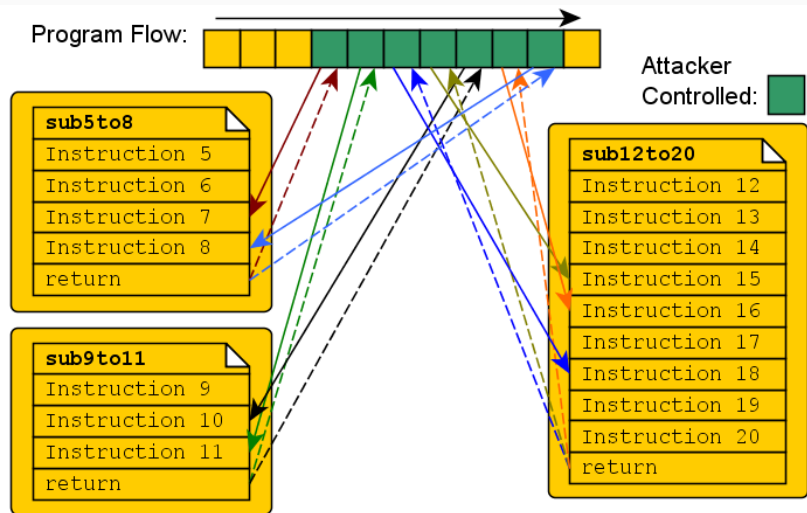 Program Flow:
Attacker
Controlled:
sub5to8
Instruction 5
Instruction 6
Instruction 7
Instruction 8
return
sub9to11
Instruction 9
Instruction 10
Instruction 11
return
sub12to20
Instruction 12
Instruction 13
Instruction 14
Instruction 15
Instruction 16
Instruction 17
Instruction 18
Instruction 19
Instruction 20
return